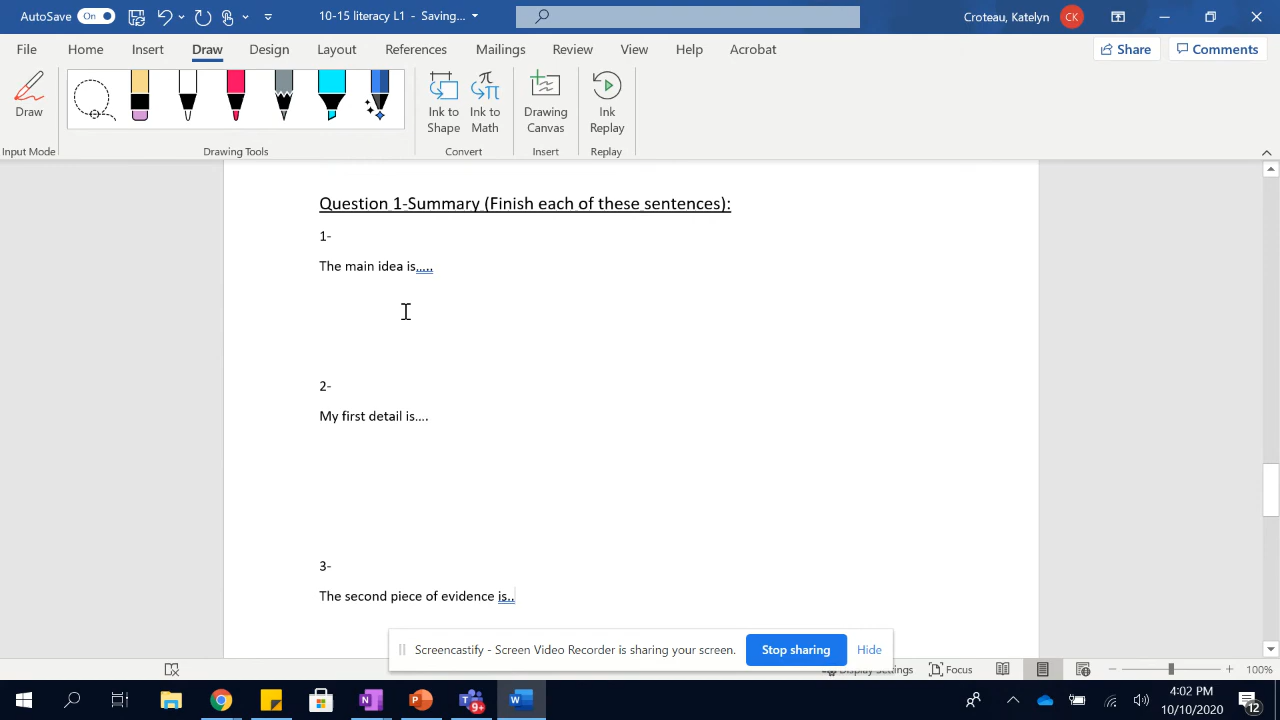 AutoSave On 10-15 literacy L1 - Saving... Croteau, Katelyn CK
File Home Insert Draw Design Layout References Mailings Review View Help Acrobat Share Comments
Draw Ink to Shape Ink to Math Drawing Canvas Ink Replay
Input Mode Drawing Tools Convert Insert Replay
Question 1-Summary (Finish each of these sentences):
1-
The main idea is.....
2-
My first detail is....
3-
The second piece of evidence is..
Screencastify - Screen Video Recorder is sharing your screen. Stop sharing Hide
Display Settings Focus 100%
9+ 4:02 PM
10/10/2020 12